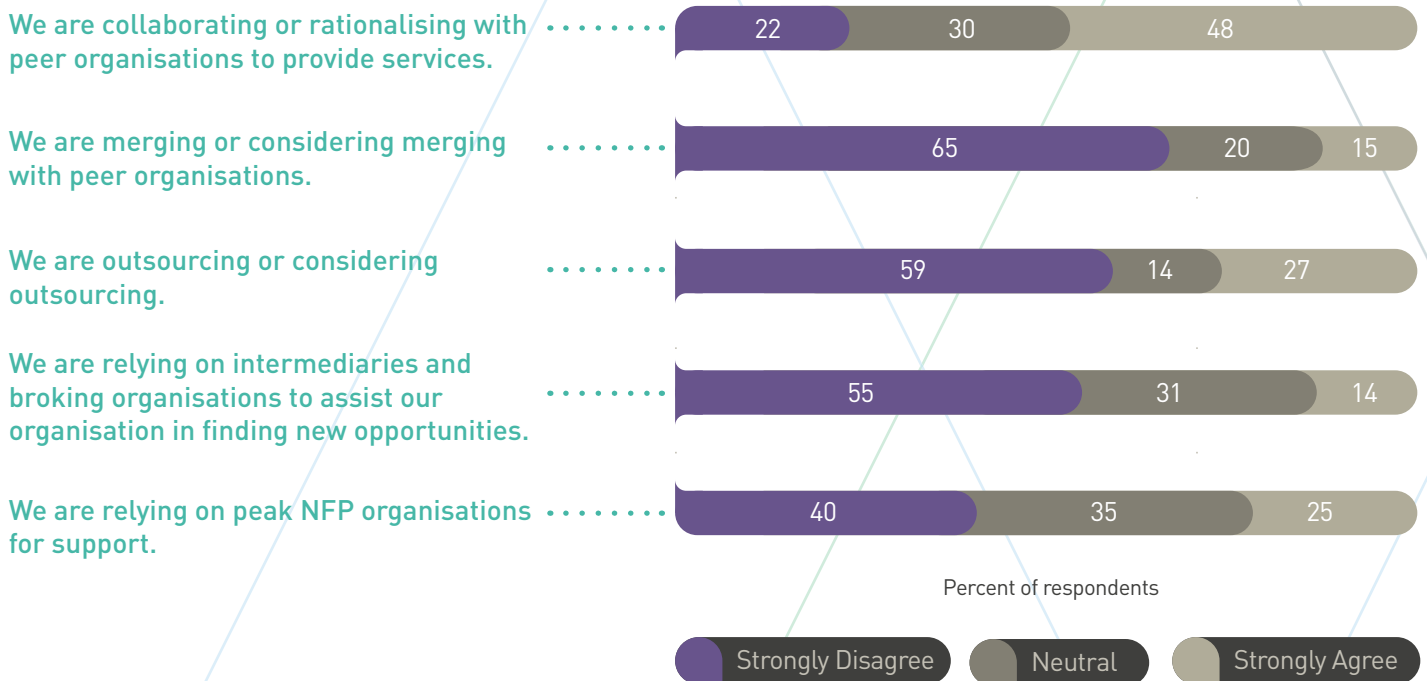 We are collaborating or rationalising with
peer organisations to provide services.
22 30 48
We are merging or considering merging
with peer organisations.
65 20 15
We are outsourcing or considering
outsourcing.
59 14 27
We are relying on intermediaries and
broking organisations to assist our
organisation in finding new opportunities.
55 31 14
We are relying on peak NFP organisations
for support.
40 35 25
Percent of respondents
Strongly Disagree Neutral Strongly Agree